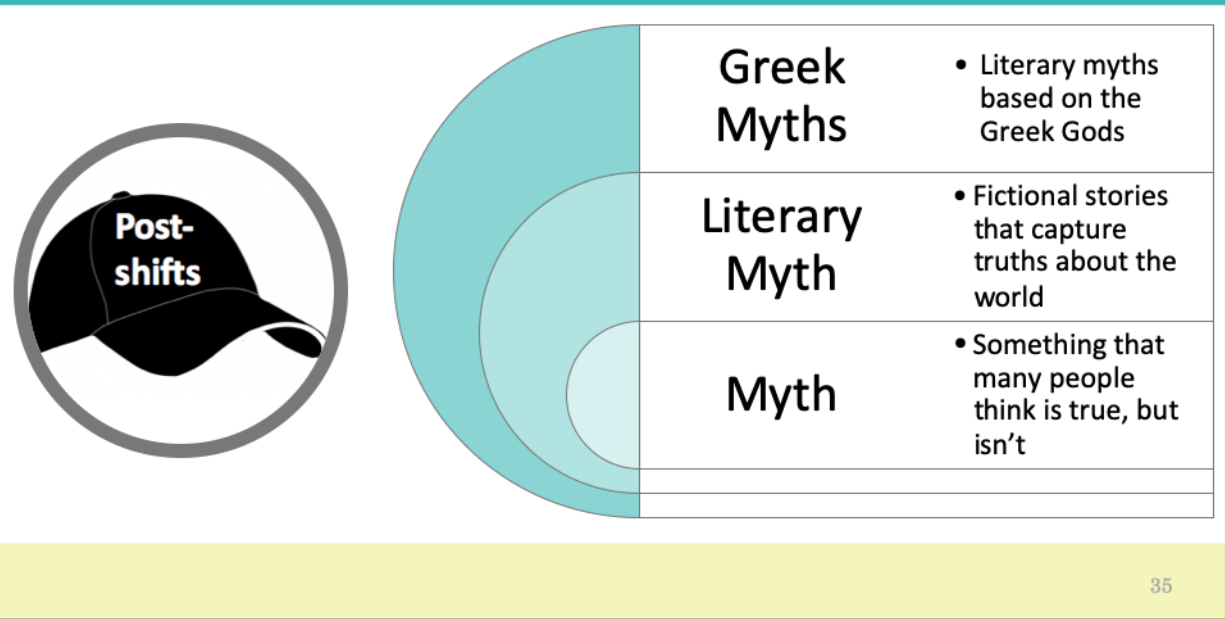 Post-
shifts
Greek
Myths
• Literary myths
based on the
Greek Gods
Literary
Myth
• Fictional stories
that capture
truths about the
world
Myth
• Something that
many people
think is true, but
isn’t
35